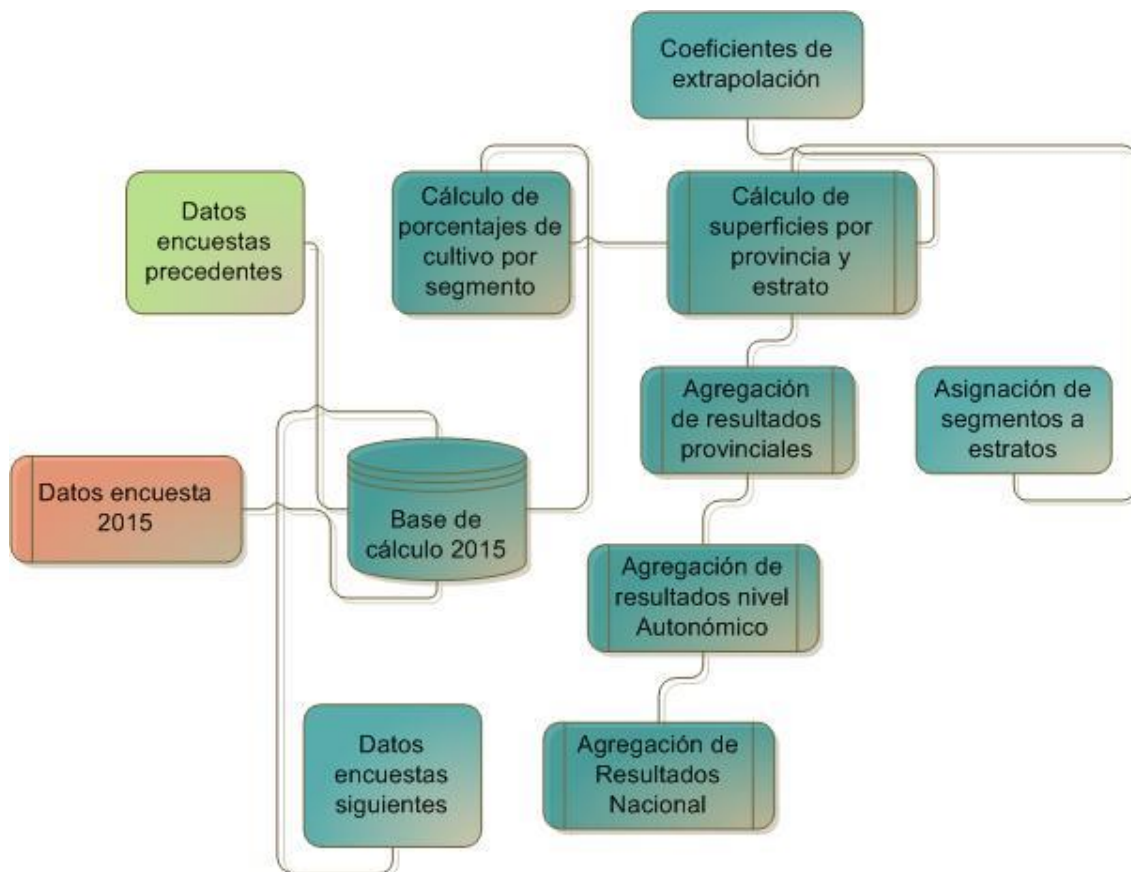 Coeficientes de
extrapolación
Datos
encuestas
precedentes
Cálculo de
porcentajes de
cultivo por
segmento
Cálculo de
superficies por
provincia y
estrato
Agregación
de resultados
provinciales
Asignación de
segmentos a
estratos
Datos encuesta
2015
Base de
cálculo 2015
Agregación de
resultados nivel
Autonómico
Datos
encuestas
siguientes
Agregación de
Resultados
Nacional